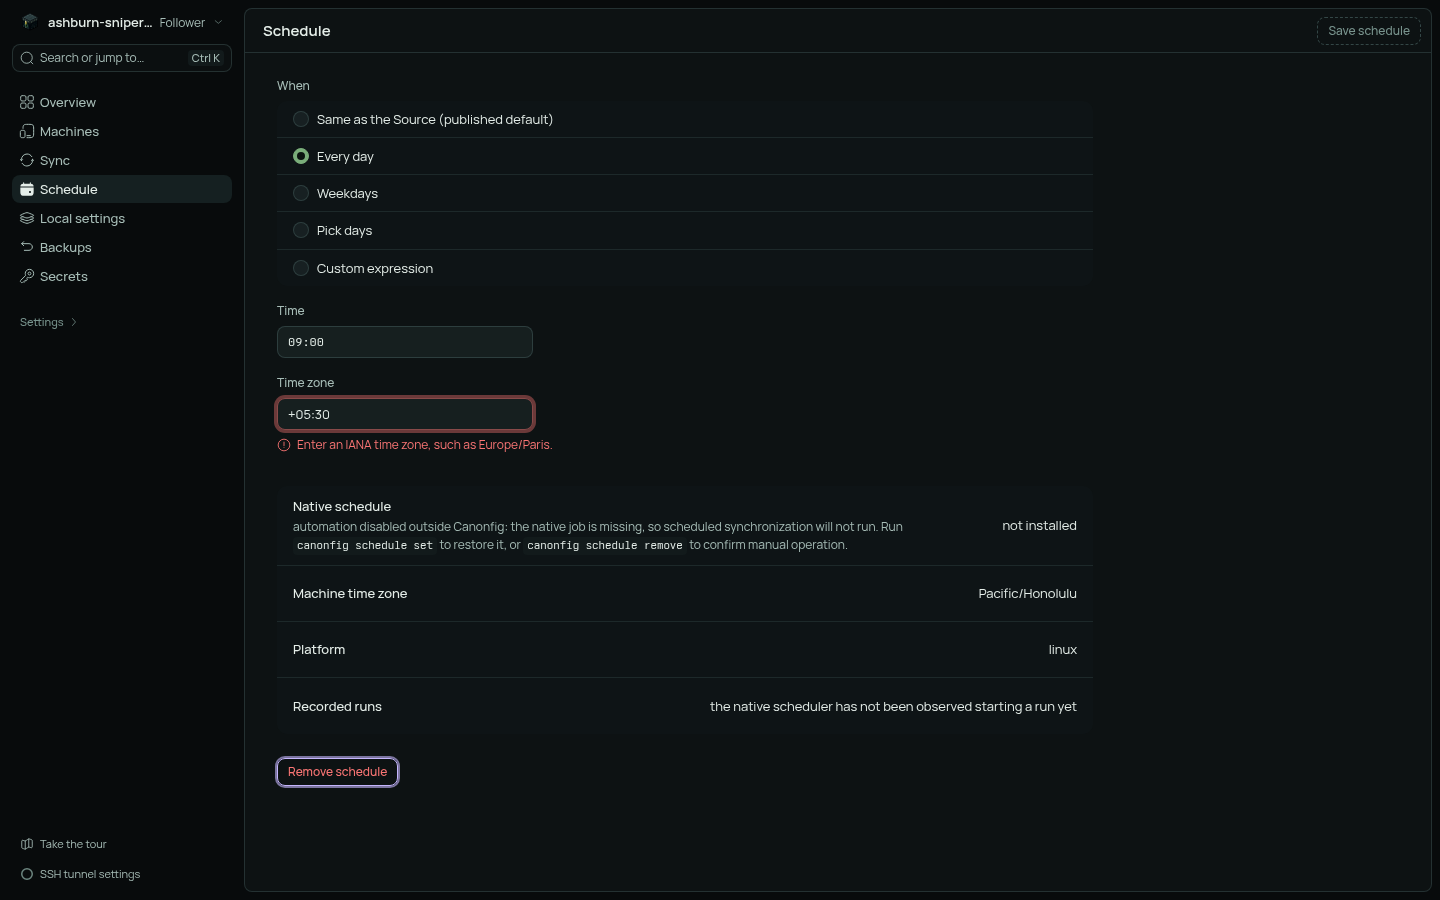 ashburn-sniper... Follower
Search or jump to... Ctrl K
Overview
Machines
Sync
Schedule
Local settings
Backups
Secrets
Settings
Take the tour
SSH tunnel settings
Schedule
Save schedule
When
Same as the Source (published default)
Every day
Weekdays
Pick days
Custom expression
Time
09:00
Time zone
+05:30
Enter an IANA time zone, such as Europe/Paris.
Native schedule
automation disabled outside Canonfig: the native job is missing, so scheduled synchronization will not run. Run
canonfig schedule set to restore it, or canonfig schedule remove to confirm manual operation.
not installed
Machine time zone
Pacific/Honolulu
Platform
linux
Recorded runs
the native scheduler has not been observed starting a run yet
Remove schedule